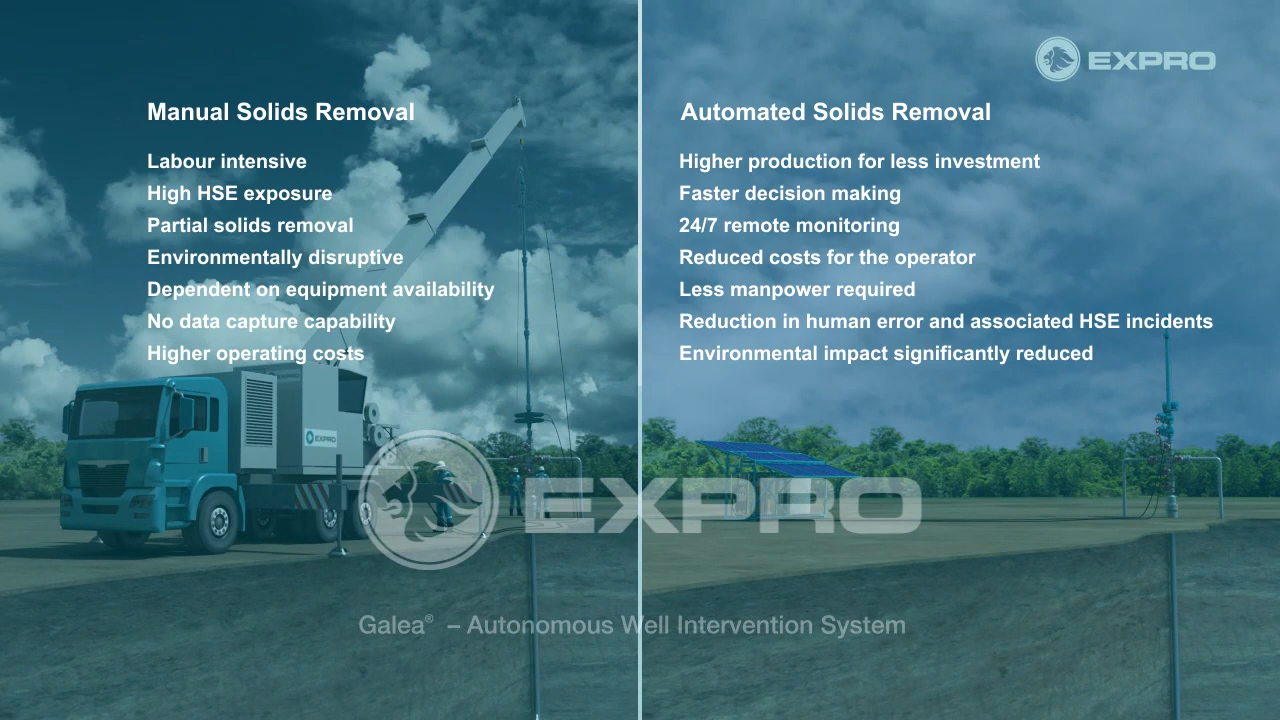 EXPRO
Manual Solids Removal
Labour intensive
High HSE exposure
Partial solids removal
Environmentally disruptive
Dependent on equipment availability
No data capture capability
Higher operating costs
Automated Solids Removal
Higher production for less investment
Faster decision making
24/7 remote monitoring
Reduced costs for the operator
Less manpower required
Reduction in human error and associated HSE incidents
Environmental impact significantly reduced
EXPRO
EXPRO
Galea® – Autonomous Well Intervention System